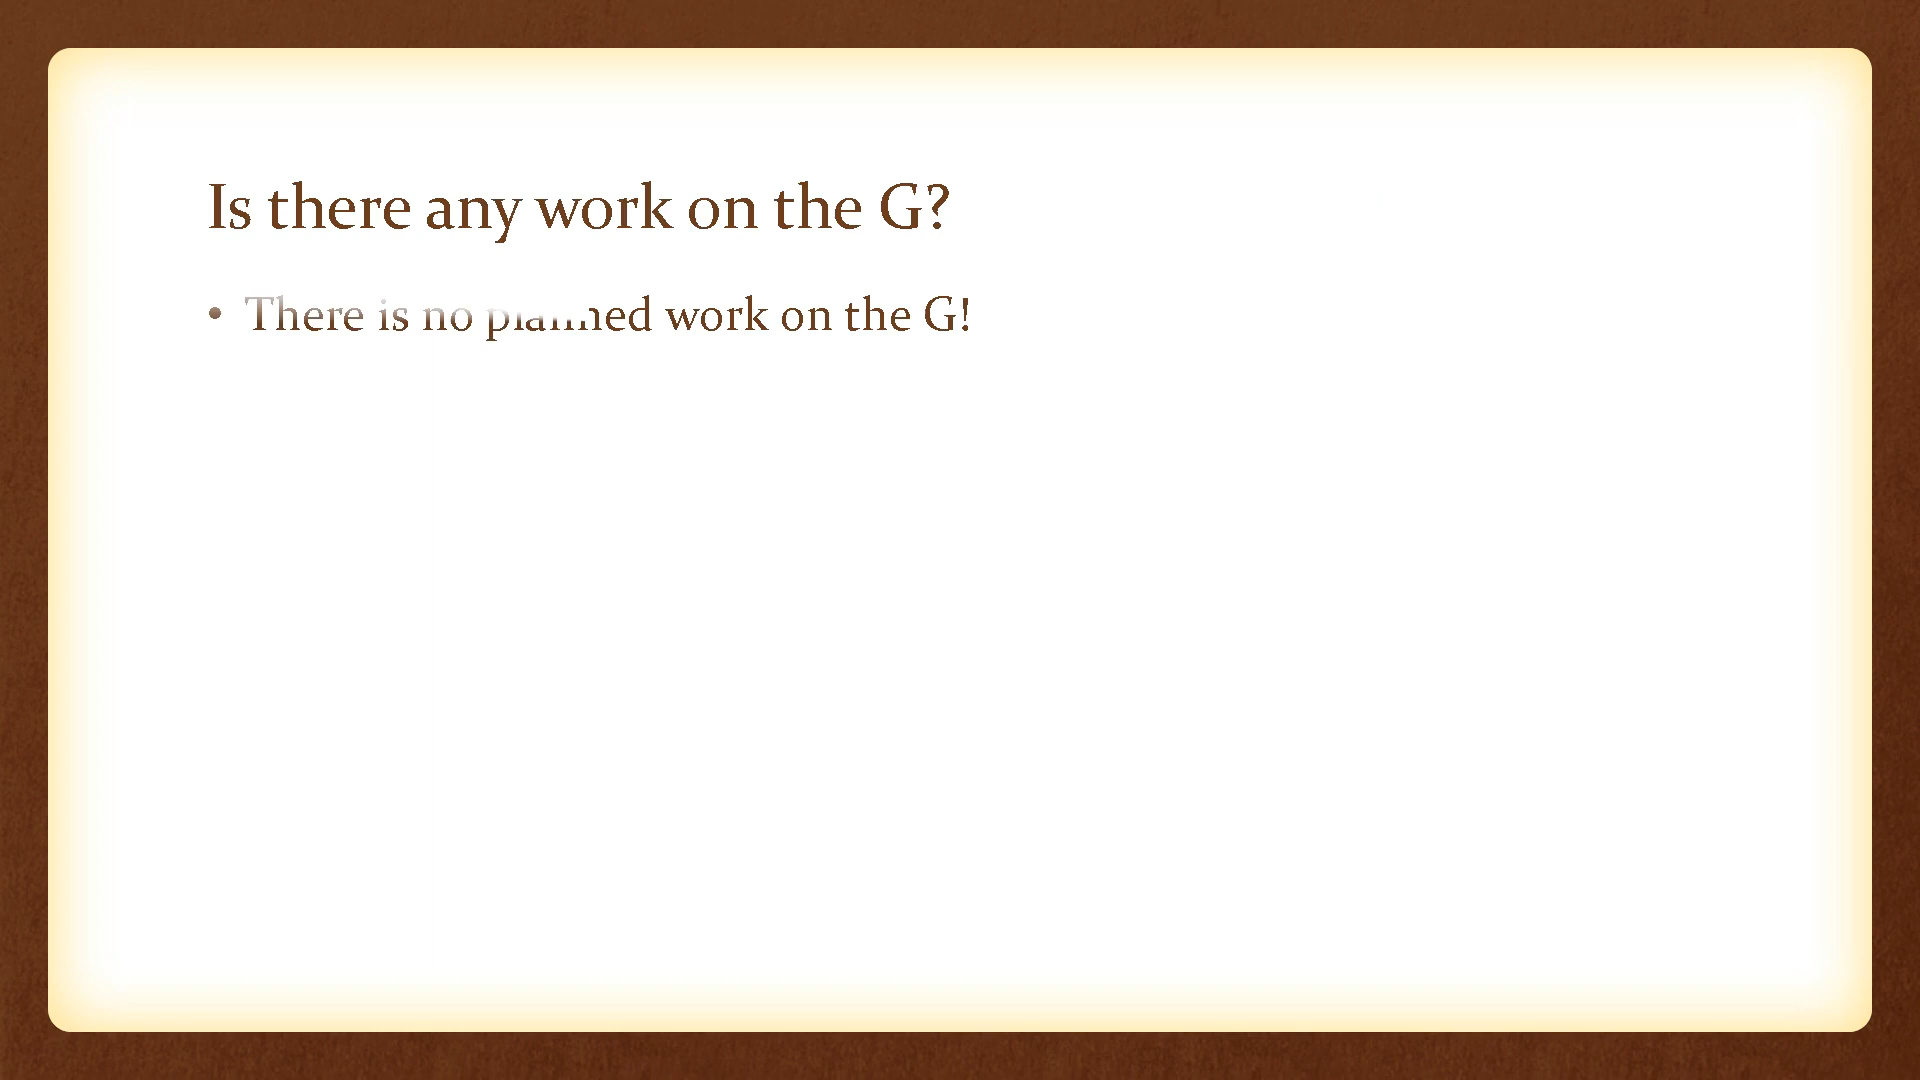 Is there any work on the G?
• There is no planned work on the G!